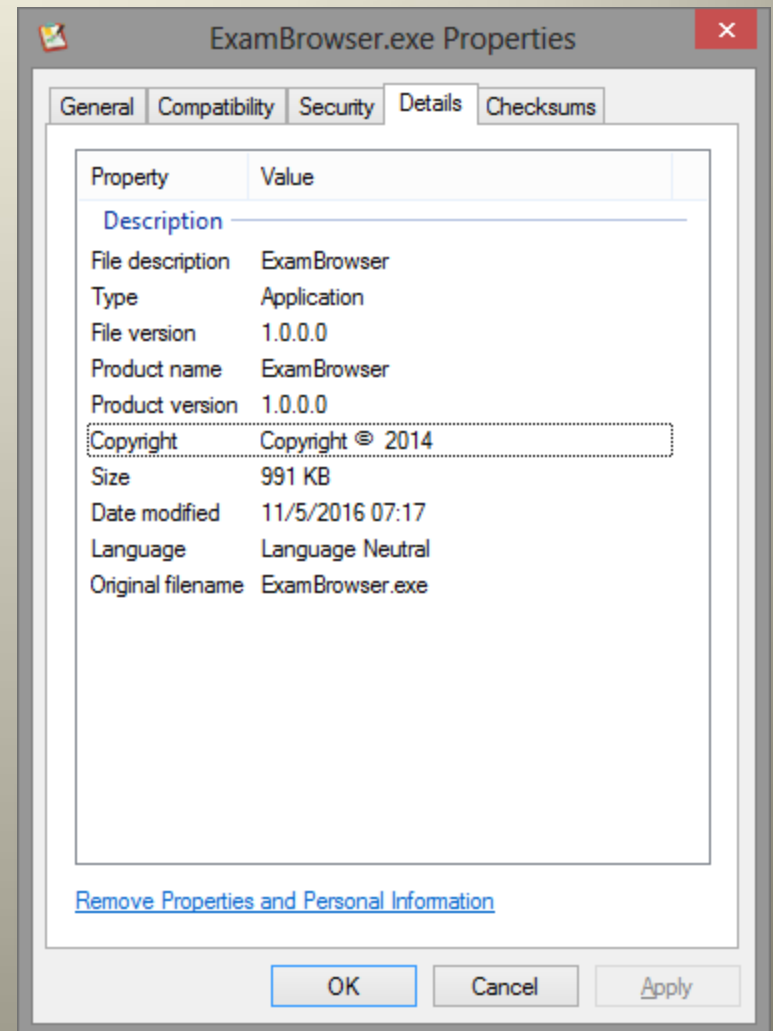 ExamBrowser.exe Properties
General Compatibility Security Details Checksums
Property Value
Description
File description ExamBrowser
Type Application
File version 1.0.0.0
Product name ExamBrowser
Product version 1.0.0.0
Copyright Copyright © 2014
Size 991 KB
Date modified 11/5/2016 07:17
Language Language Neutral
Original filename ExamBrowser.exe
Remove Properties and Personal Information
OK Cancel Apply